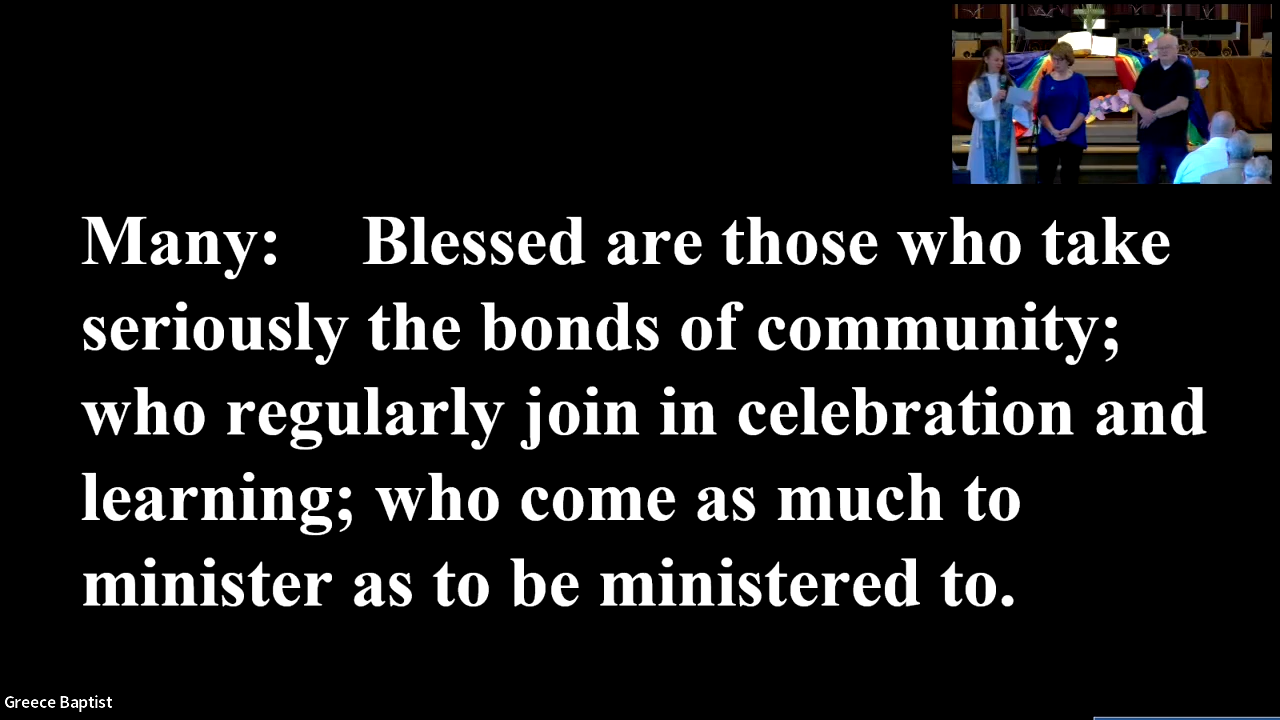 Many: Blessed are those who take
seriously the bonds of community;
who regularly join in celebration and
learning; who come as much to
minister as to be ministered to.
Greece Baptist